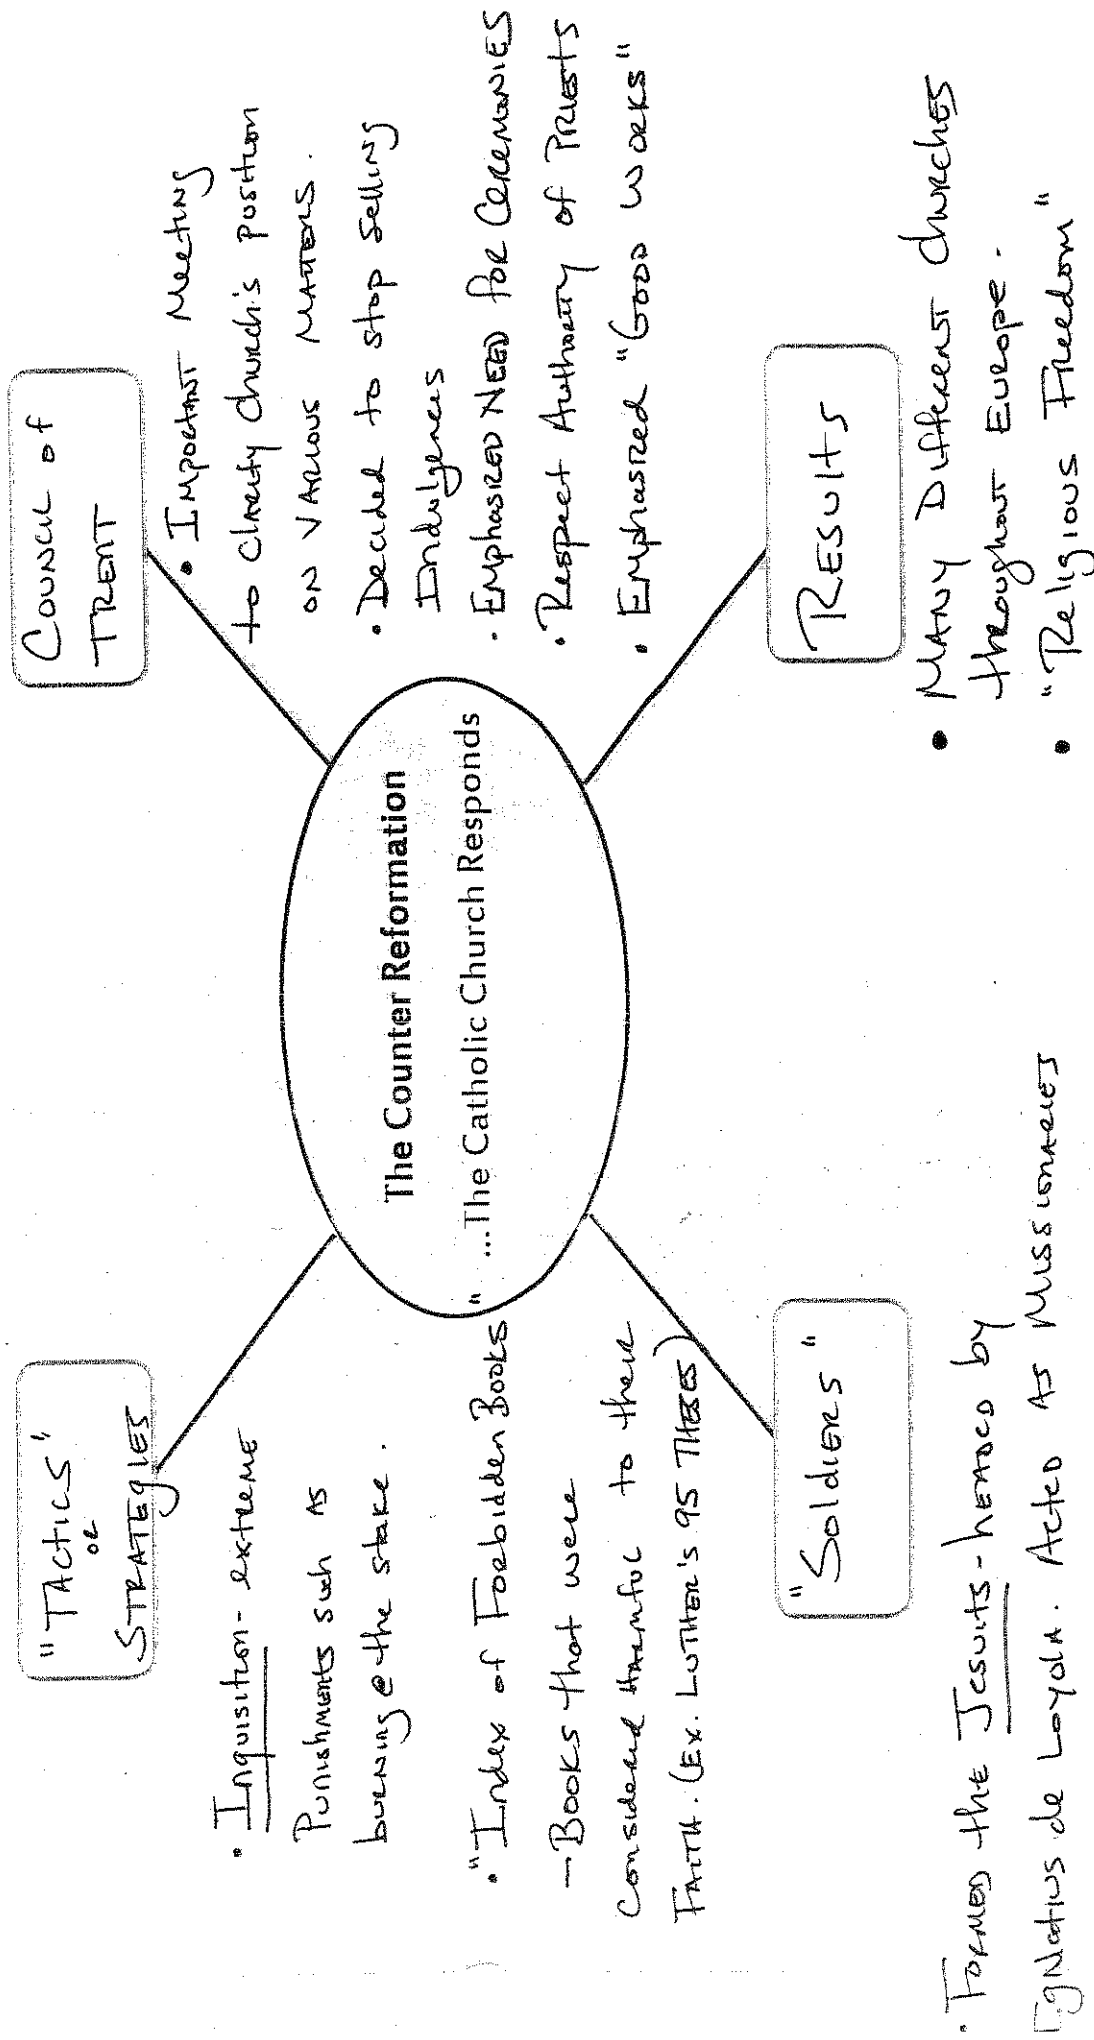 The Counter Reformation
...The Catholic Church Responds
"TACTICS"
OR
STRATEGIES
• Inquisition - extreme
Punishments such as
burning @ the stake.
• "Index of Forbidden Books"
- Books that were
Considered Harmful to their
FAITH. (Ex. LUTHER'S 95 THESES)
COUNCIL of
TRENT
• IMPORTANT Meeting
to clarify church's position
ON VARIOUS MATTERS.
• Decided to stop selling
Indulgences
• EMPHASIZED NEED FOR CEREMONIES
• Respect Authority of PRIESTS
• Emphasized "GOOD WORKS"
"Soldiers"
• FORMED the Jesuits - headed by
Ignatius de Loyola. Acted AS MISSIONARIES
RESULTS
• MANY Different Churches
throughout EUROPE.
• "Religious Freedom"